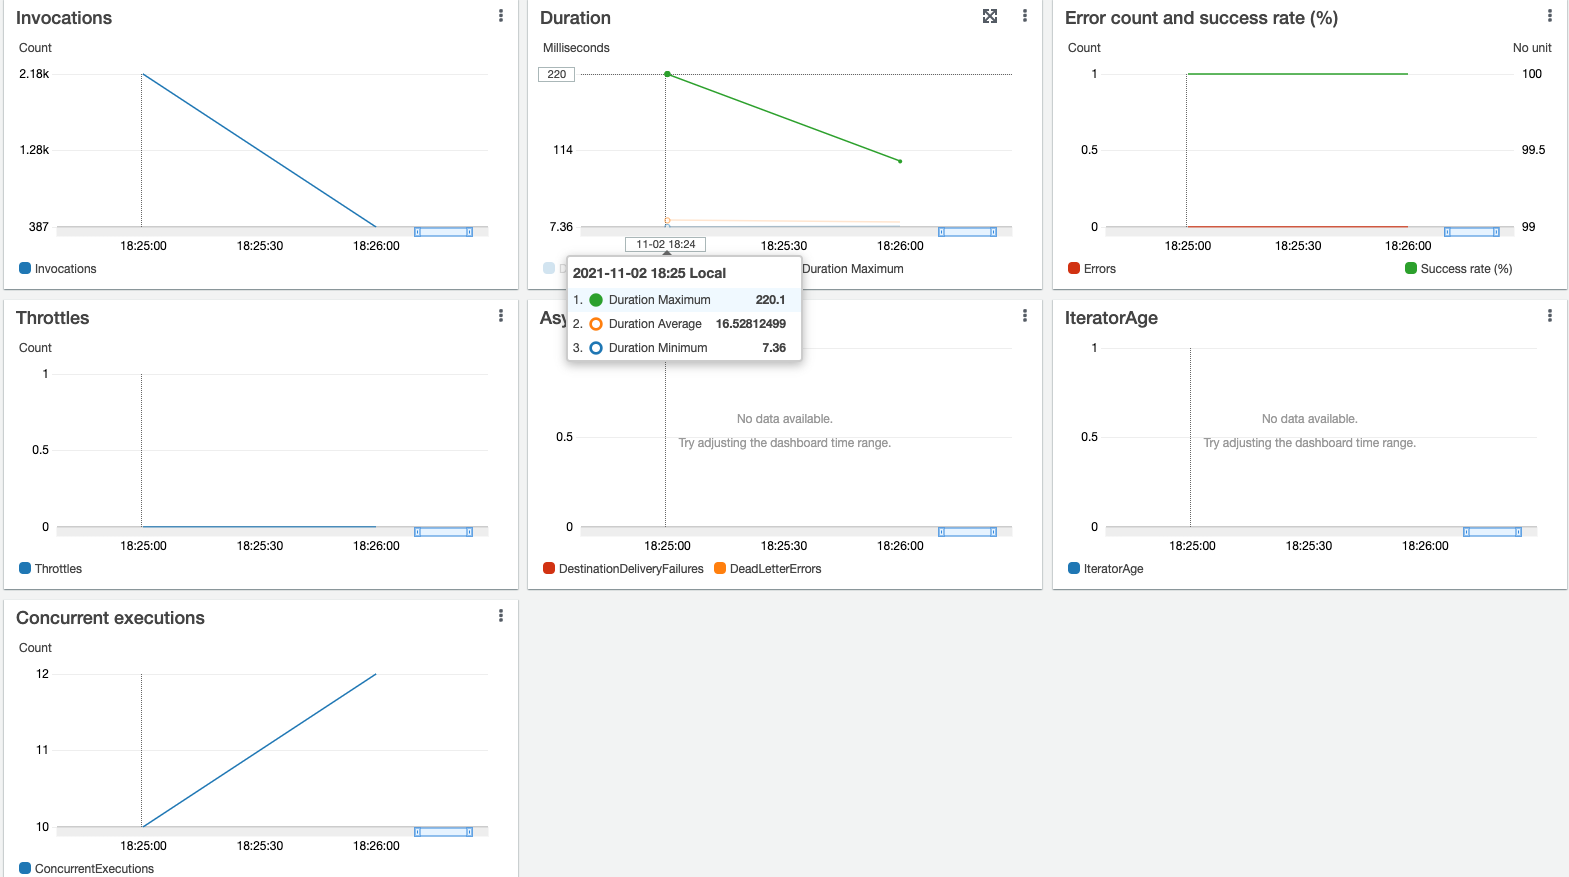 Invocations
Count
2.18k
1.28k
387
18:25:00 18:25:30 18:26:00
Invocations
Duration
Milliseconds
220
114
7.36
11-02 18:24 18:25:30 18:26:00
D Duration Maximum
2021-11-02 18:25 Local
1. Duration Maximum 220.1
2. Duration Average 16.52812499
3. Duration Minimum 7.36
Error count and success rate (%)
Count No unit
1 100
0.5 99.5
0 99
18:25:00 18:25:30 18:26:00
Errors Success rate (%)
Throttles
Count
1
0.5
0
18:25:00 18:25:30 18:26:00
Throttles
Asy
No data available.
0.5 Try adjusting the dashboard time range.
0
18:25:00 18:25:30 18:26:00
DestinationDeliveryFailures DeadLetterErrors
IteratorAge
1
No data available.
0.5 Try adjusting the dashboard time range.
0
18:25:00 18:25:30 18:26:00
IteratorAge
Concurrent executions
Count
12
11
10
18:25:00 18:25:30 18:26:00
ConcurrentExecutions